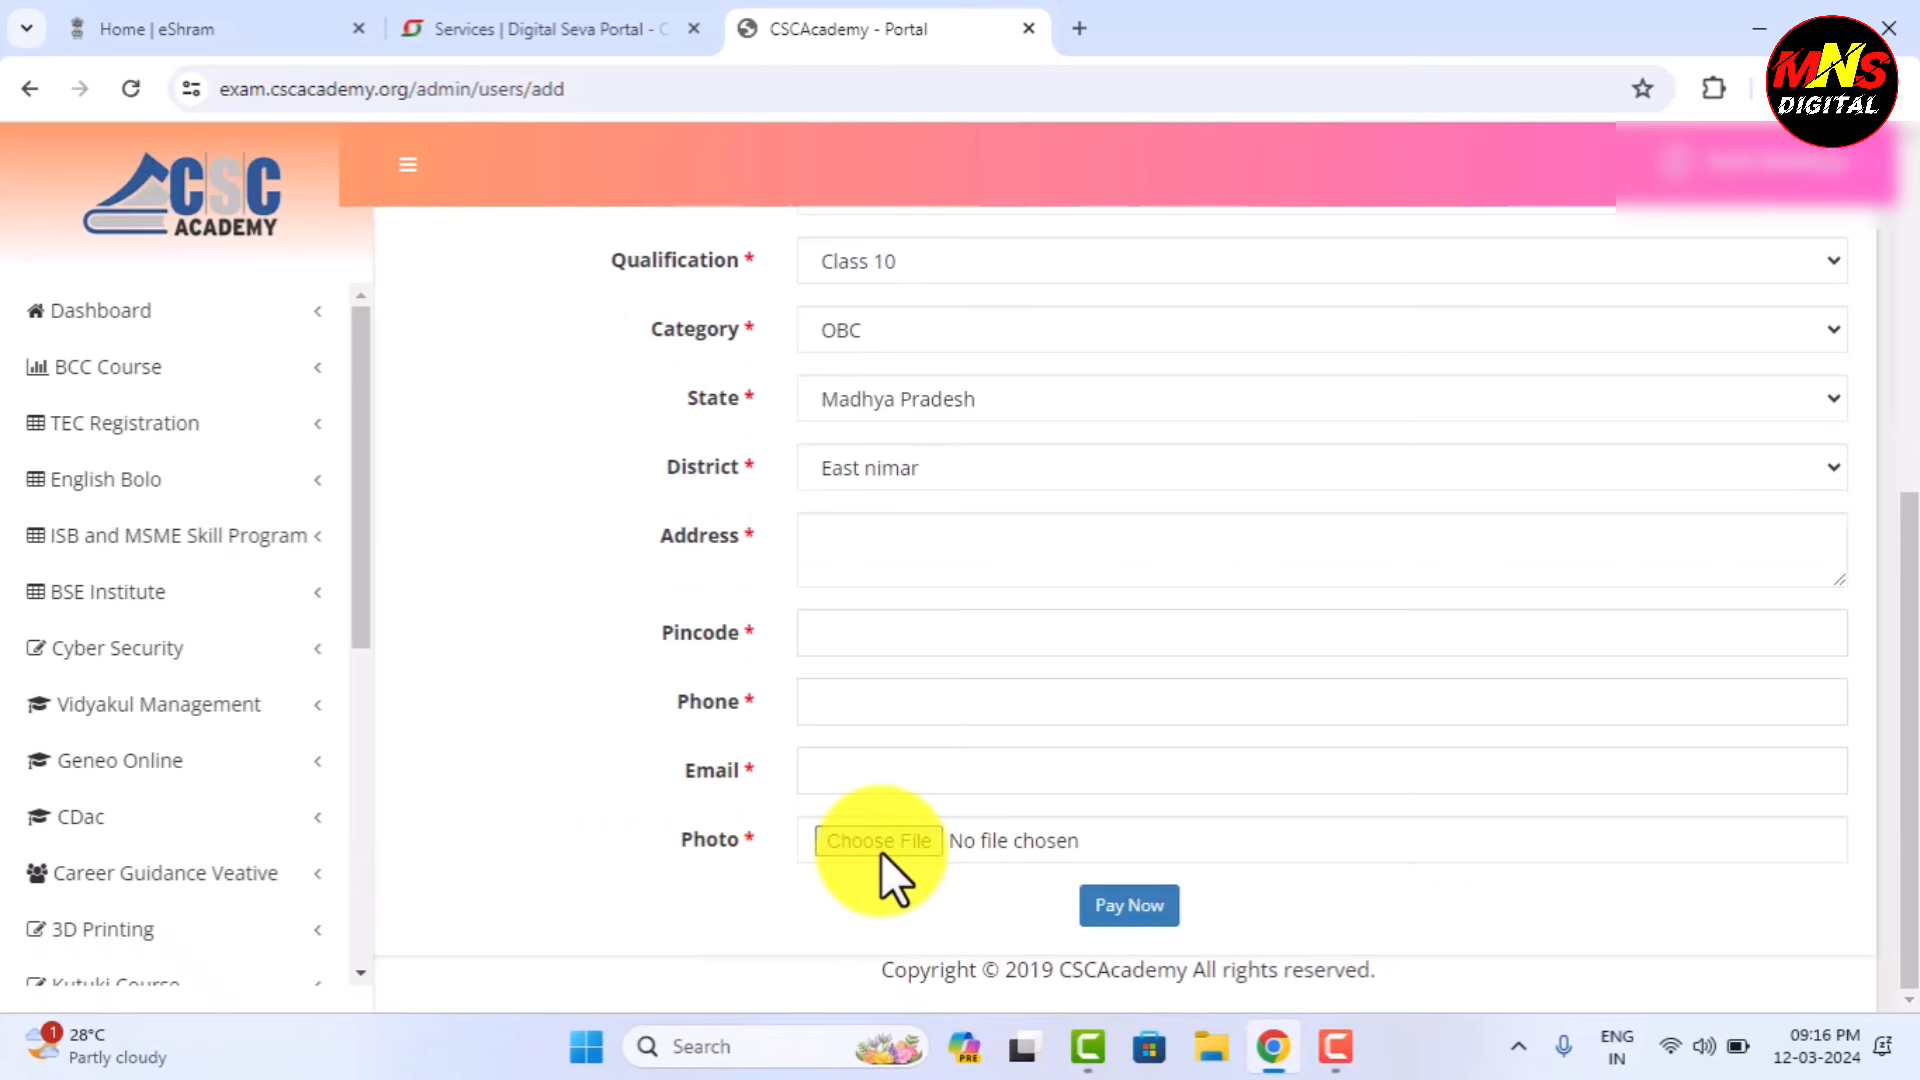 Home | eShram
Services | Digital Seva Portal - C
CSCAcademy - Portal
exam.cscacademy.org/admin/users/add
MNS
DIGITAL
CSC
ACADEMY
Dashboard
BCC Course
TEC Registration
English Bolo
ISB and MSME Skill Program
BSE Institute
Cyber Security
Vidyakul Management
Geneo Online
CDac
Career Guidance Veative
3D Printing
Kutuki Course
Qualification *
Class 10
Category *
OBC
State *
Madhya Pradesh
District *
East nimar
Address *
Pincode *
Phone *
Email *
Photo *
Choose File No file chosen
Pay Now
Copyright © 2019 CSCAcademy All rights reserved.
1
28°C
Partly cloudy
Search
PRE
ENG
IN
09:16 PM
12-03-2024